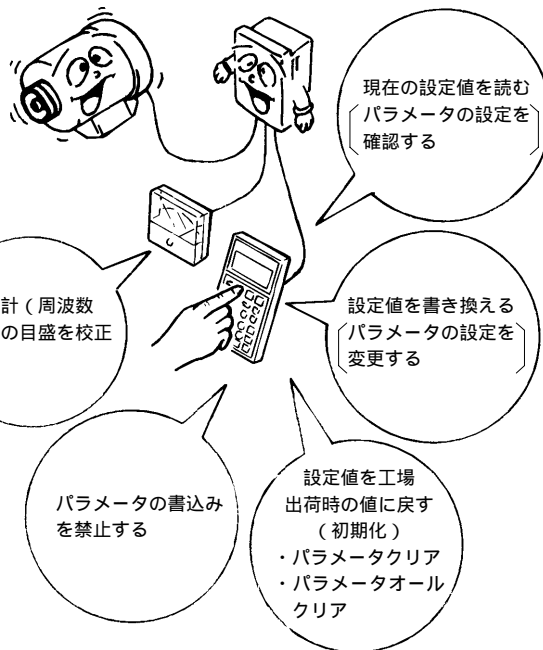 現在の設定値を読む
パラメータの設定を
確認する
計(周波数
の目盛を校正
設定値を書き換える
パラメータの設定を
変更する
パラメータの書込み
を禁止する
設定値を工場
出荷時の値に戻す
(初期化)
・パラメータクリア
・パラメータオール
クリア